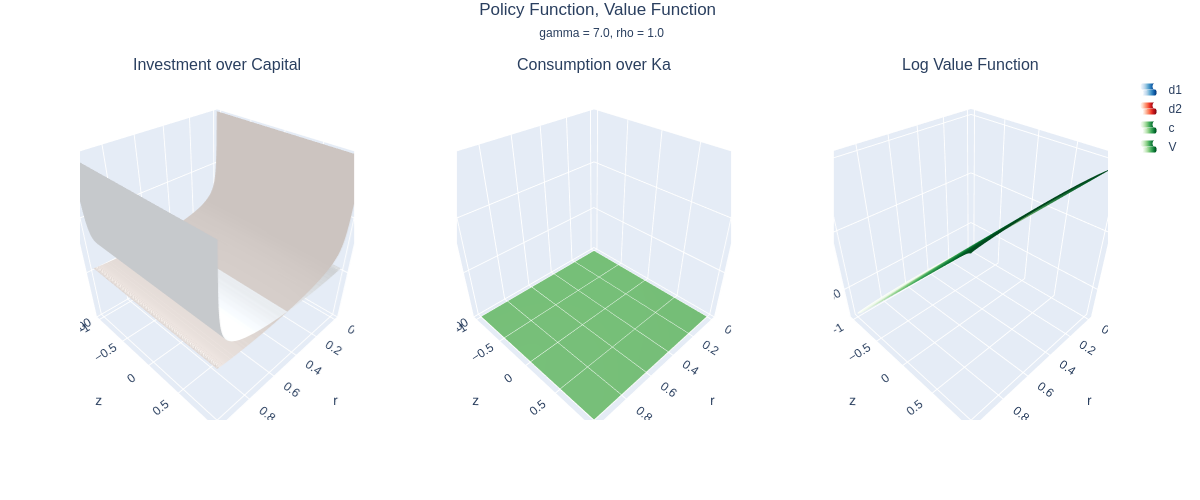 Policy Function, Value Function
gamma = 7.0, rho = 1.0
Investment over Capital
Consumption over Ka
Log Value Function
d1
d2
c
V
−0.5
0
0.5
z
0
0.2
0.4
0.6
0.8
r
−0.5
0
0.5
z
0
0.2
0.4
0.6
0.8
r
0
−1
−0.5
0
0.5
z
0
0.2
0.4
0.6
0.8
r